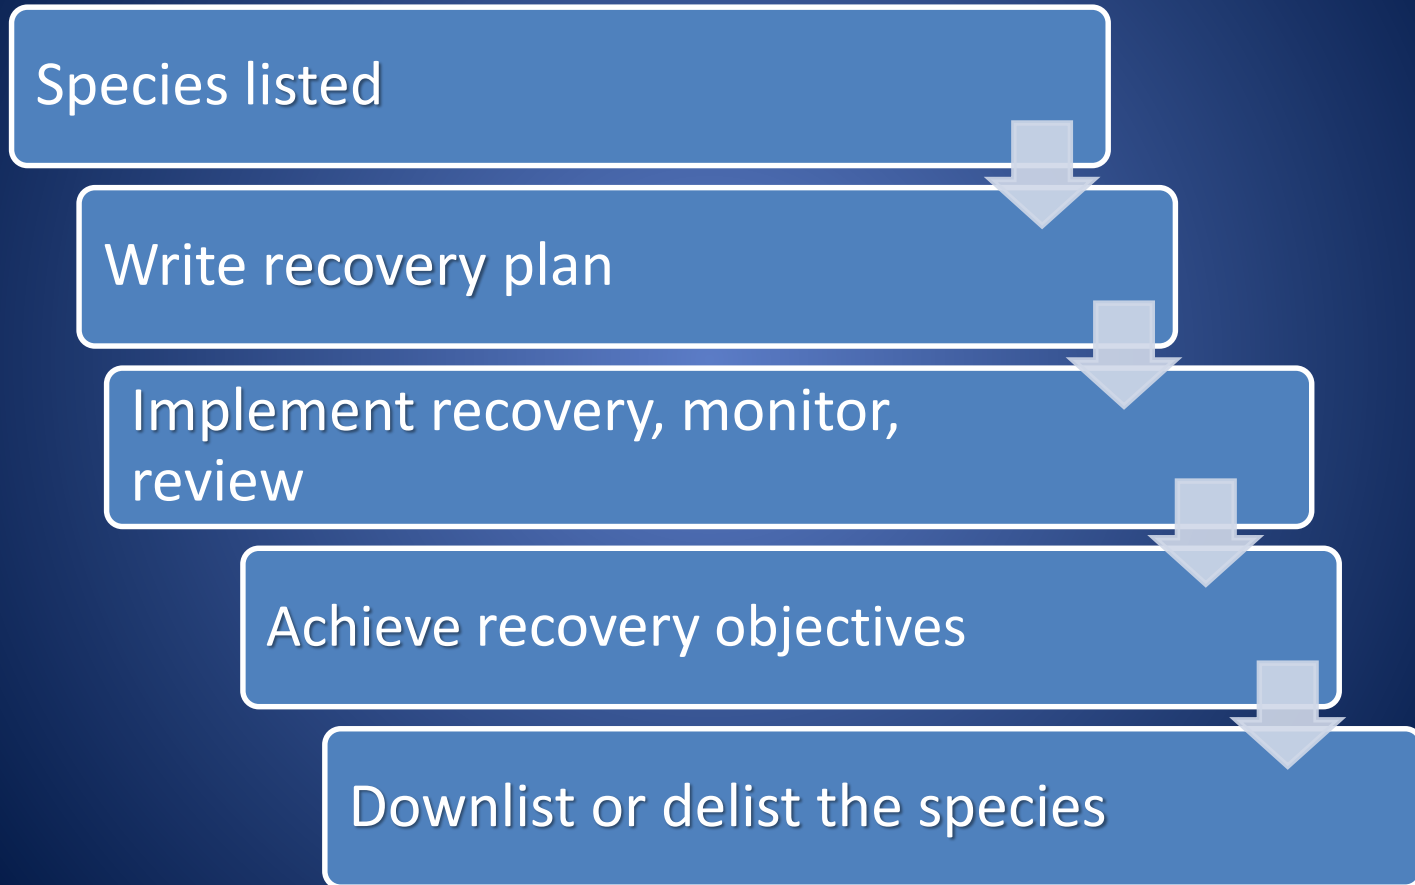 Species listed
Write recovery plan
Implement recovery, monitor,
review
Achieve recovery objectives
Downlist or delist the species